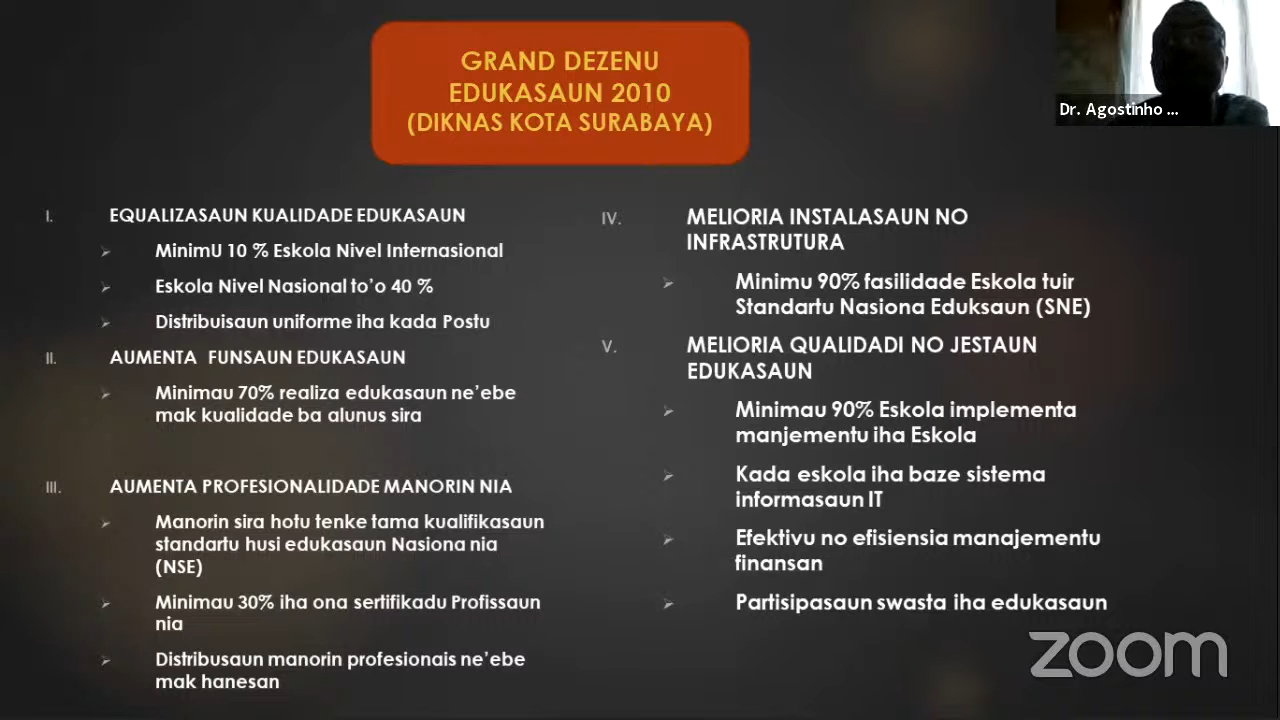 GRAND DEZENU
EDUKASAUN 2010
(DIKNAS KOTA SURABAYA)
Dr. Agostinho ...
I. EQUALIZASAUN KUALIDADE EDUKASAUN
MinimU 10 % Eskola Nivel Internasional
Eskola Nivel Nasional to'o 40 %
Distribuisaun uniforme iha kada Postu
II. AUMENTA FUNSAUN EDUKASAUN
Minimau 70% realiza edukasaun ne'ebe
mak kualidade ba alunus sira
III. AUMENTA PROFESIONALIDADE MANORIN NIA
Manorin sira hotu tenke tama kualifikasaun
standartu husi edukasaun Nasiona nia
(NSE)
Minimau 30% iha ona sertifikadu Profissaun
nia
Distribusaun manorin profesionais ne'ebe
mak hanesan
IV. MELIORIA INSTALASAUN NO
INFRASTRUTURA
Minimu 90% fasilidade Eskola tuir
Standartu Nasiona Eduksaun (SNE)
V. MELIORIA QUALIDADI NO JESTAUN
EDUKASAUN
Minimau 90% Eskola implementa
manjementu iha Eskola
Kada eskola iha baze sistema
informasaun IT
Efektivu no efisiensia manajementu
finansan
Partisipasaun swasta iha edukasaun
zoom